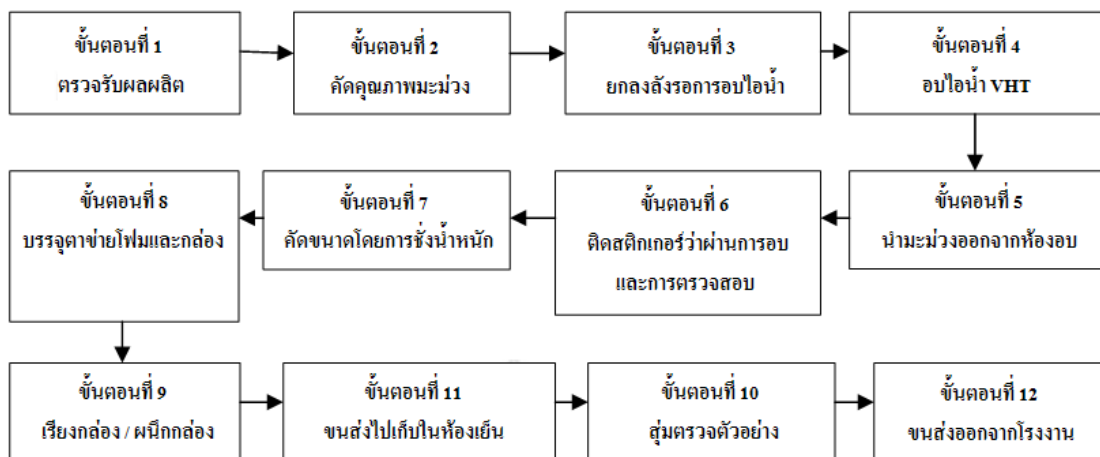 ขั้นตอนที่ 1
ตรวจรับผลผลิต
ขั้นตอนที่ 2
คัดคุณภาพมะม่วง
ขั้นตอนที่ 3
ยกลงลังรอการอบไอน้ำ
ขั้นตอนที่ 4
อบไอน้ำ VHT
ขั้นตอนที่ 8
บรรจุตาข่ายโฟมและกล่อง
ขั้นตอนที่ 7
คัดขนาดโดยการชั่งน้ำหนัก
ขั้นตอนที่ 6
ติดสติกเกอร์ว่าผ่านการอบ
และการตรวจสอบ
ขั้นตอนที่ 5
นำมะม่วงออกจากห้องอบ
ขั้นตอนที่ 9
เรียงกล่อง / ผนึกกล่อง
ขั้นตอนที่ 11
ขนส่งไปเก็บในห้องเย็น
ขั้นตอนที่ 10
สุ่มตรวจตัวอย่าง
ขั้นตอนที่ 12
ขนส่งออกจากโรงงาน